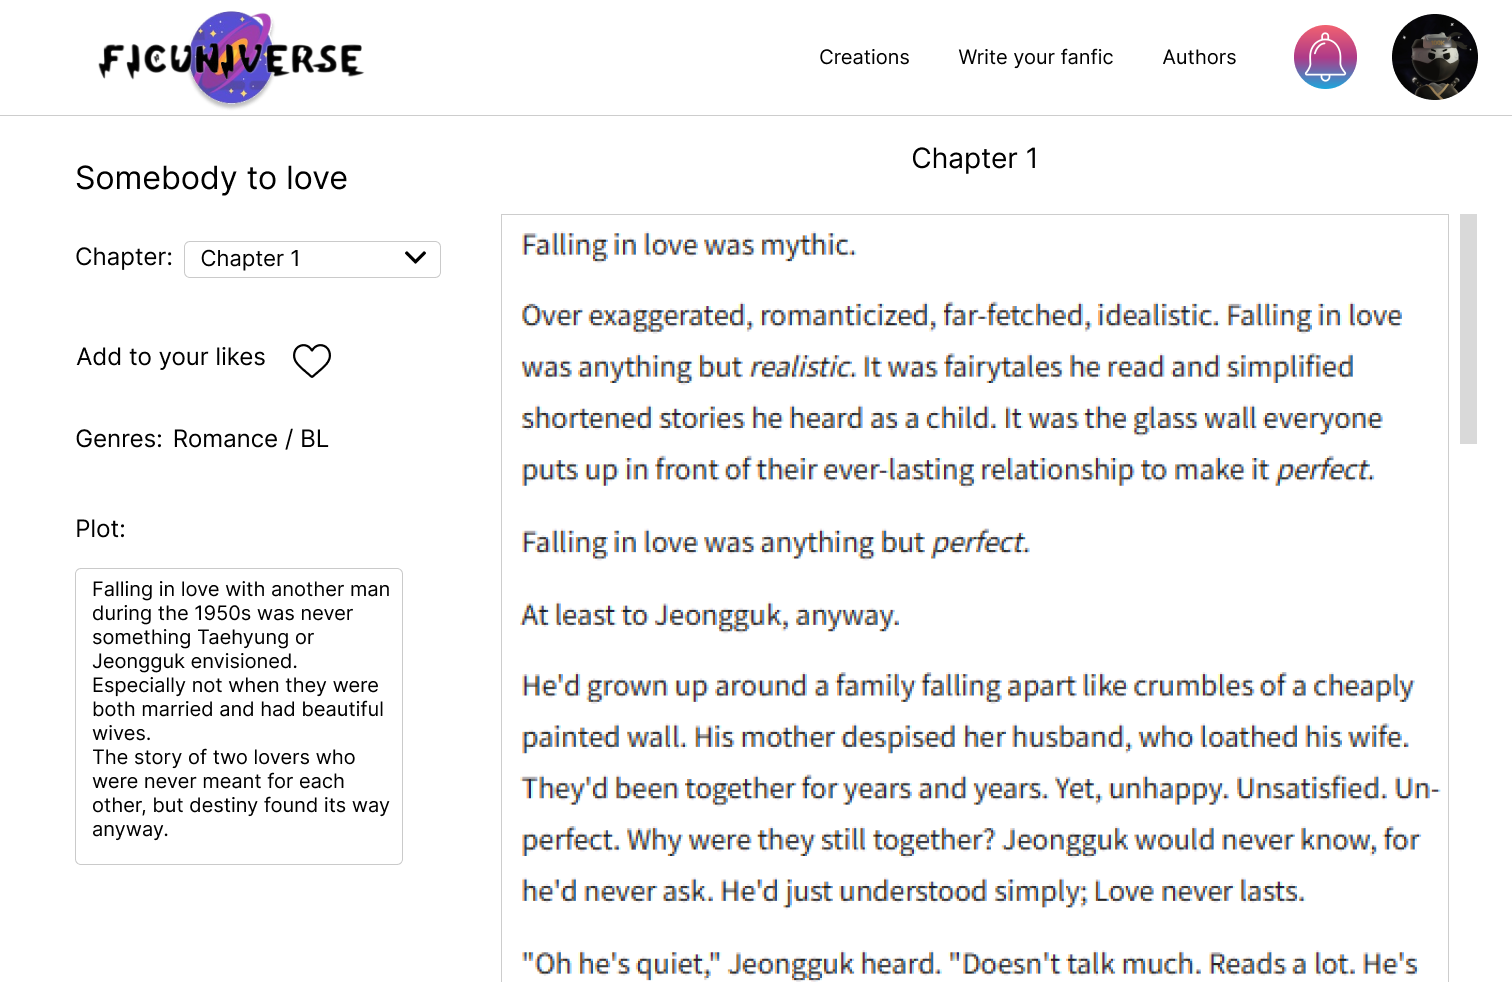 FICUNIVERSE
Creations
Write your fanfic
Authors
Somebody to love
Chapter:
Chapter 1
Add to your likes
Genres: Romance / BL
Plot:
Falling in love with another man
during the 1950s was never
something Taehyung or
Jeongguk envisioned.
Especially not when they were
both married and had beautiful
wives.
The story of two lovers who
were never meant for each
other, but destiny found its way
anyway.
Chapter 1
Falling in love was mythic.
Over exaggerated, romanticized, far-fetched, idealistic. Falling in love
was anything but realistic. It was fairytales he read and simplified
shortened stories he heard as a child. It was the glass wall everyone
puts up in front of their ever-lasting relationship to make it perfect.
Falling in love was anything but perfect.
At least to Jeongguk, anyway.
He'd grown up around a family falling apart like crumbles of a cheaply
painted wall. His mother despised her husband, who loathed his wife.
They'd been together for years and years. Yet, unhappy. Unsatisfied. Un-
perfect. Why were they still together? Jeongguk would never know, for
he'd never ask. He'd just understood simply; Love never lasts.
"Oh he's quiet," Jeongguk heard. "Doesn't talk much. Reads a lot. He's